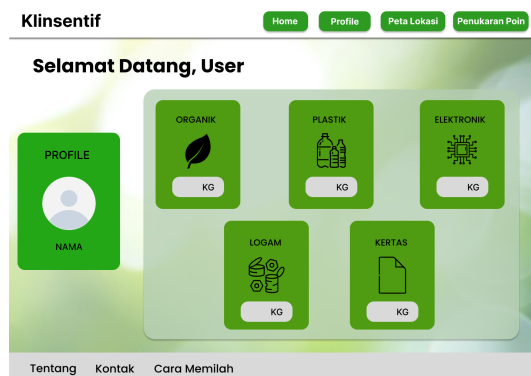 Klinsentif
Home
Profile
Peta Lokasi
Penukaran Poin
Selamat Datang, User
PROFILE
NAMA
ORGANIK
KG
PLASTIK
KG
ELEKTRONIK
KG
LOGAM
KG
KERTAS
KG
Tentang
Kontak
Cara Memilah